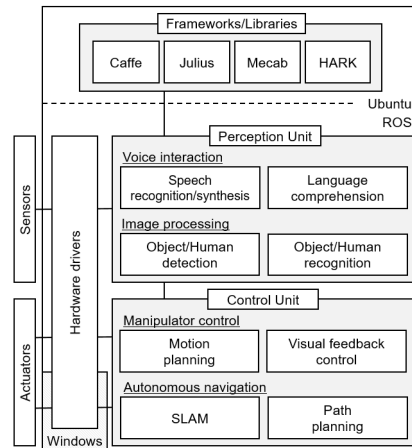 Frameworks/Libraries
Caffe
Julius
Mecab
HARK
Ubuntu
ROS
Sensors
Actuators
Hardware drivers
Windows
Perception Unit
Voice interaction
Speech
recognition/synthesis
Language
comprehension
Image processing
Object/Human
detection
Object/Human
recognition
Control Unit
Manipulator control
Motion
planning
Visual feedback
control
Autonomous navigation
SLAM
Path
planning